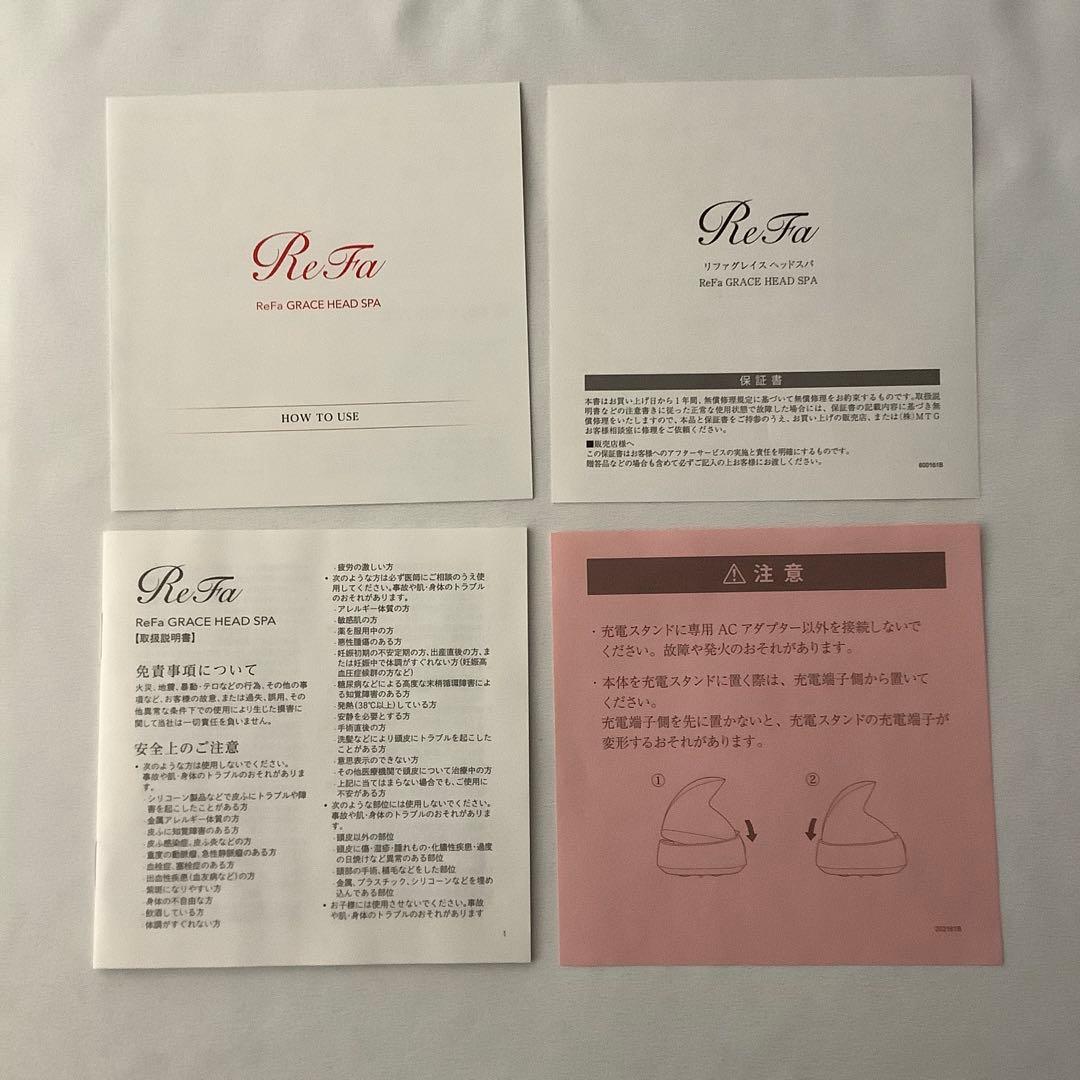 ReFa
ReFa GRACE HEAD SPA
HOW TO USE
ReFa
リファグレイス ヘッドスパ
ReFa GRACE HEAD SPA
保証書
本書はお買い上げ日から1年間、無償修理規定に基づいて無償修理をお約束するものです。取扱説
明書などの注意書きに従った正常な使用状態で故障した場合には、保証書の記載内容に基づき無
償修理をいたしますので、本品と保証書をご持参のうえ、お買い上げの販売店、または(株)MTG
お客様相談室に修理をご依頼ください。
■販売店様へ
この保証書はお客様へのアフターサービスの実施と責任を明確にするものです。
贈答品などの場合も含めて必ずご記入の上お客様にお渡しください。
600161B
ReFa
ReFa GRACE HEAD SPA
【取扱説明書】
免責事項について
火災、地震、暴動・テロなどの行為、その他の事
項など、お客様の故意、または過失、誤用、その
他異常な条件下での使用により生じた損害に
関して当社は一切責任を負いません。
安全上のご注意
• 次のような方は使用しないでください。
事故や肌・身体のトラブルのおそれがありま
す。
-シリコーン製品などで皮ふにトラブルや障
害を起こしたことがある方
-金属アレルギー体質の方
-皮ふに知覚障害のある方
-皮ふ感染症、皮ふ炎などの方
-重度の動脈瘤、急性静脈瘤のある方
-血栓症、塞栓症のある方
-出血性疾患(血友病など)の方
-紫斑になりやすい方
-身体の不自由な方
-飲酒している方
-体調がすぐれない方
-疲労の激しい方
• 次のような方は必ず医師にご相談のうえ使
用してください。事故や肌・身体のトラブル
のおそれがあります。
-アレルギー体質の方
-敏感肌の方
-薬を服用中の方
-悪性腫瘍のある方
-妊娠初期の不安定期の方、出産直後の方、ま
たは妊娠中で体調がすぐれない方(妊娠高
血圧症候群の方など)
-糖尿病などによる高度な末梢循環障害によ
る知覚障害のある方
-発熱(38℃以上)している方
-安静を必要とする方
-手術直後の方
-洗髪などにより頭皮にトラブルを起こした
ことがある方
-意思表示のできない方
-その他医療機関で頭皮について治療中の方
-上記に当てはまらない場合でも、ご使用に
不安がある方
• 次のような部位には使用しないでください。
事故や肌・身体のトラブルのおそれがありま
す。
-頭皮以外の部位
-頭皮に傷・湿疹・腫れもの・化膿性疾患・過度
の日焼けなど異常のある部位
-頭部の手術、植毛などをした部位
-金属、プラスチック、シリコーンなどを埋め
込んである部位
• お子様には使用させないでください。事故
や肌・身体のトラブルのおそれがあります
1
⚠注意
・充電スタンドに専用 AC アダプター以外を接続しないで
ください。故障や発火のおそれがあります。
・本体を充電スタンドに置く際は、充電端子側から置いて
ください。
充電端子側を先に置かないと、充電スタンドの充電端子が
変形するおそれがあります。
①
②
202161B